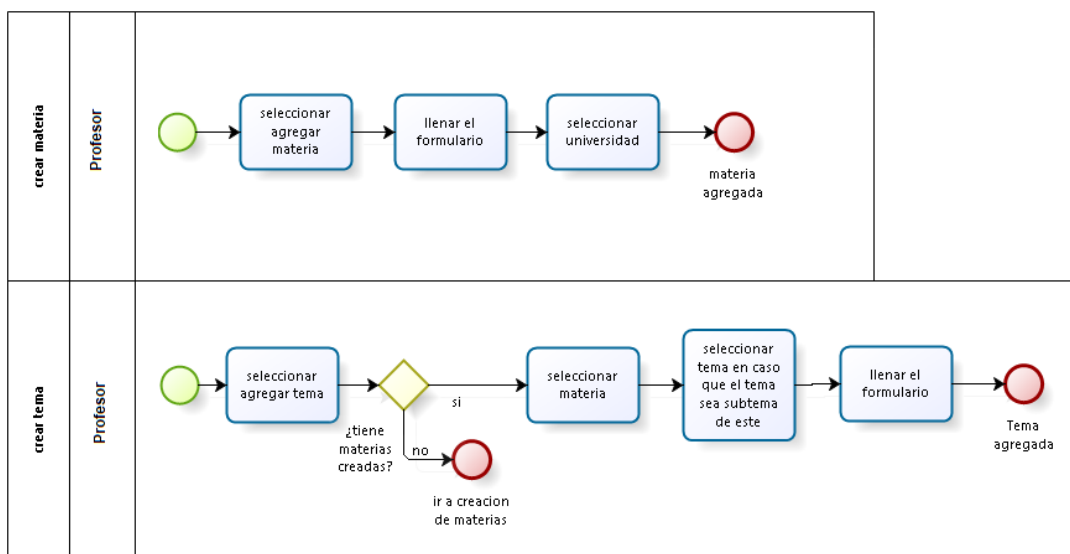 crear materia
Profesor
seleccionar
agregar
materia
llenar el
formulario
seleccionar
universidad
materia
agregada
crear tema
Profesor
seleccionar
agregar tema
¿tiene
materias
creadas?
si
no
ir a creacion
de materias
seleccionar
materia
seleccionar
tema en caso
que el tema
sea subtema
de este
llenar el
formulario
Tema
agregada